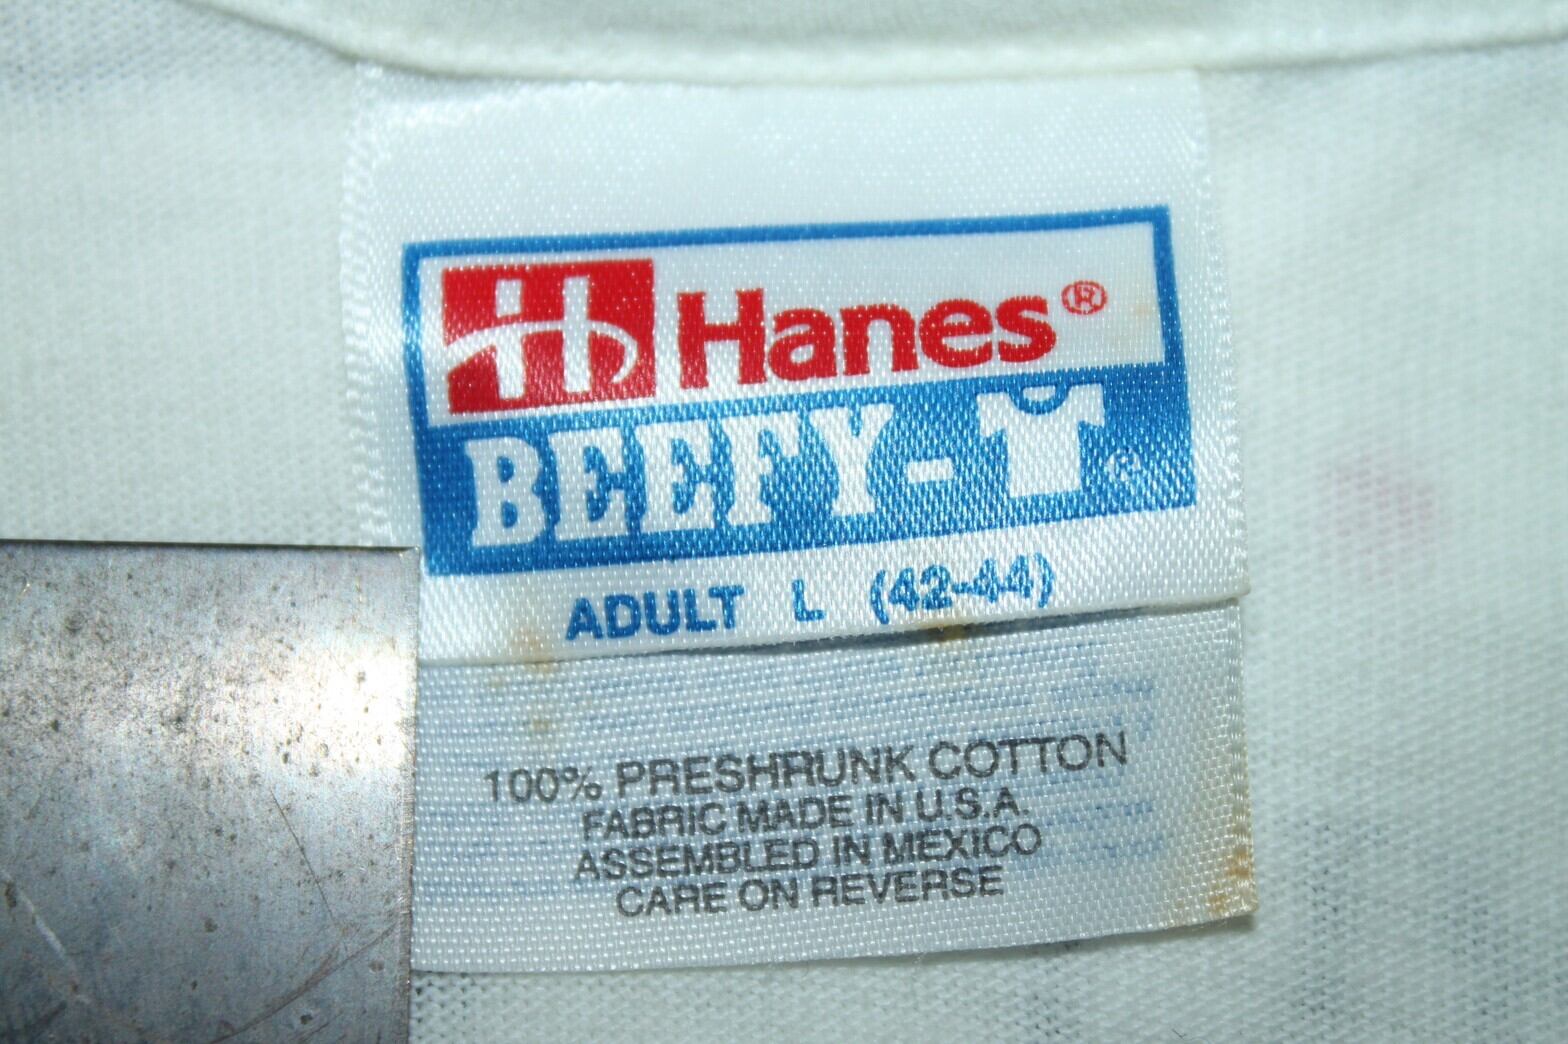 Hanes®
BEEFY-
ADULT L (42-44)
100% PRESHRUNK COTTON
FABRIC MADE IN U.S.A.
ASSEMBLED IN MEXICO
CARE ON REVERSE